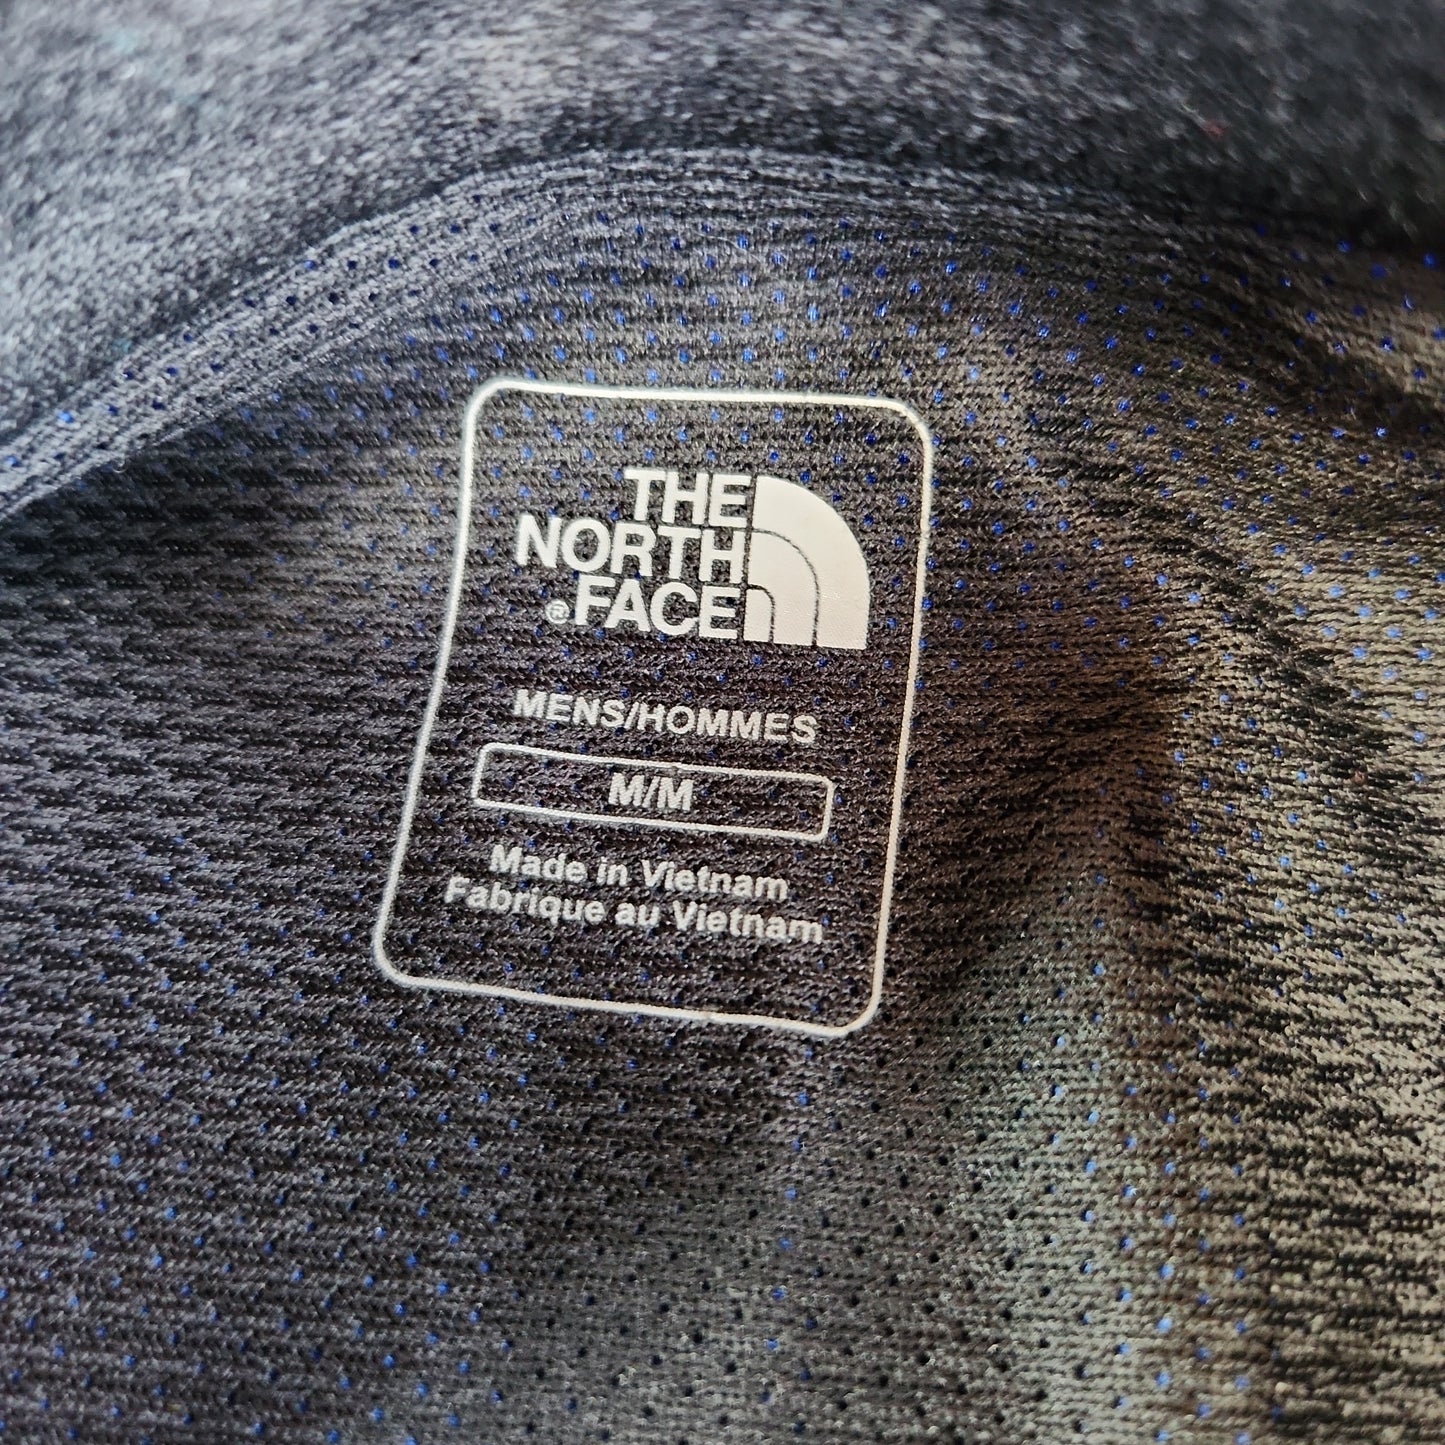 THE
NORTH
®FACE
MENS/HOMMES
M/M
Made in Vietnam
Fabrique au Vietnam